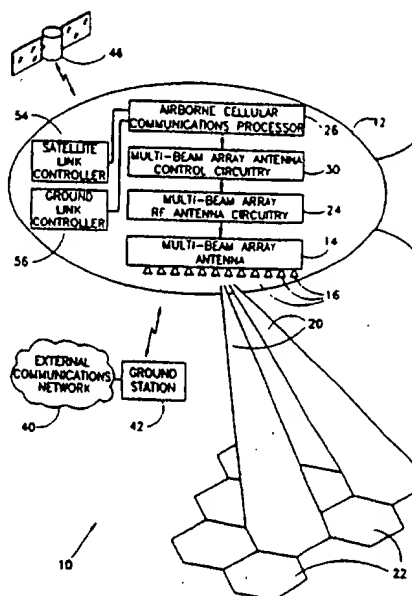 44
54
AIRBORNE CELLULAR
COMMUNICATIONS PROCESSOR
26
12
SATELLITE
LINK
CONTROLLER
MULTI-BEAM ARRAY ANTENNA
CONTROL CIRCUITRY
30
GROUND
LINK
CONTROLLER
MULTI-BEAM ARRAY
RF ANTENNA CIRCUITRY
24
MULTI-BEAM ARRAY
ANTENNA
14
56
16
20
EXTERNAL
COMMUNICATIONS
NETWORK
GROUND
STATION
40
42
10
22